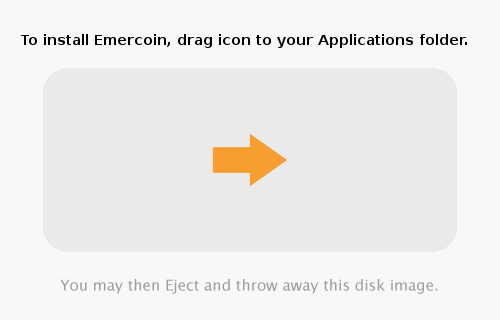 To install Emercoin, drag icon to your Applications folder.
You may then Eject and throw away this disk image.